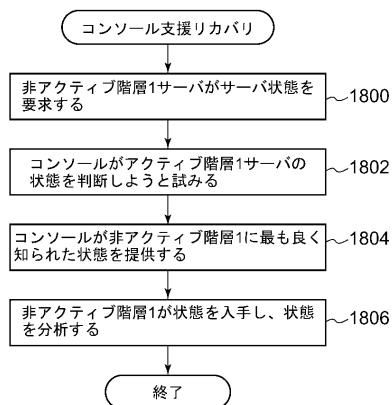 コンソール支援リカバリ
非アクティブ階層1サーバがサーバ状態を
要求する
1800
コンソールがアクティブ階層1サーバの
状態を判断しようと試みる
1802
コンソールが非アクティブ階層1に最も良く
知られた状態を提供する
1804
非アクティブ階層1が状態を入手し、状態
を分析する
1806
終了